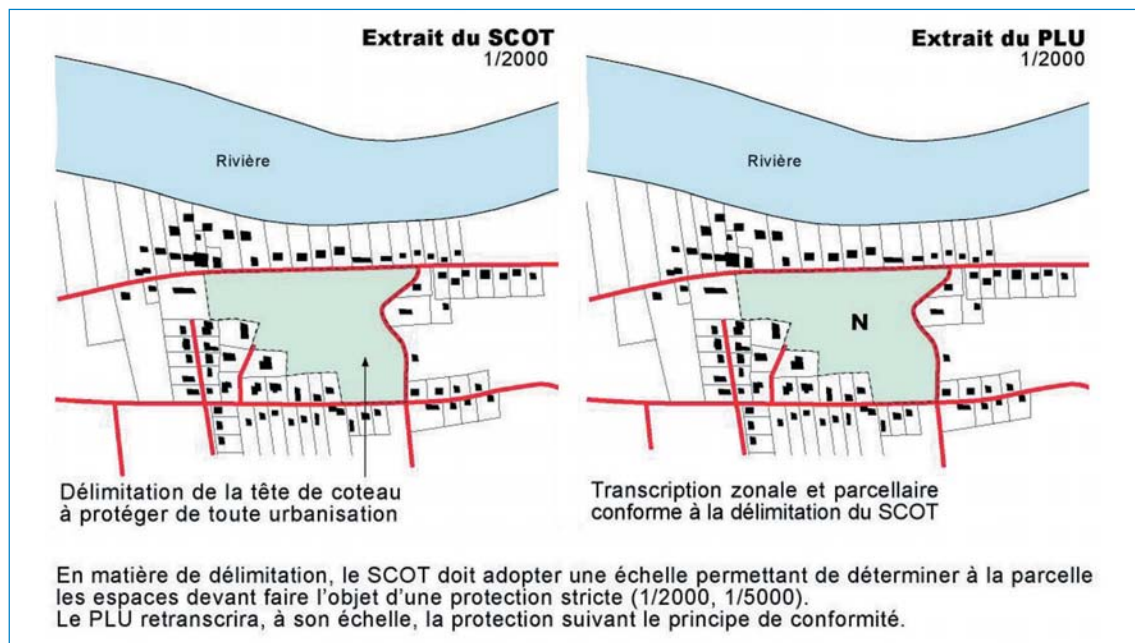 Extrait du SCOT
1/2000
Rivière
Délimitation de la tête de coteau
à protéger de toute urbanisation
Extrait du PLU
1/2000
Rivière
N
Transcription zonale et parcellaire
conforme à la délimitation du SCOT
En matière de délimitation, le SCOT doit adopter une échelle permettant de déterminer à la parcelle
les espaces devant faire l'objet d'une protection stricte (1/2000, 1/5000).
Le PLU retranscrira, à son échelle, la protection suivant le principe de conformité.